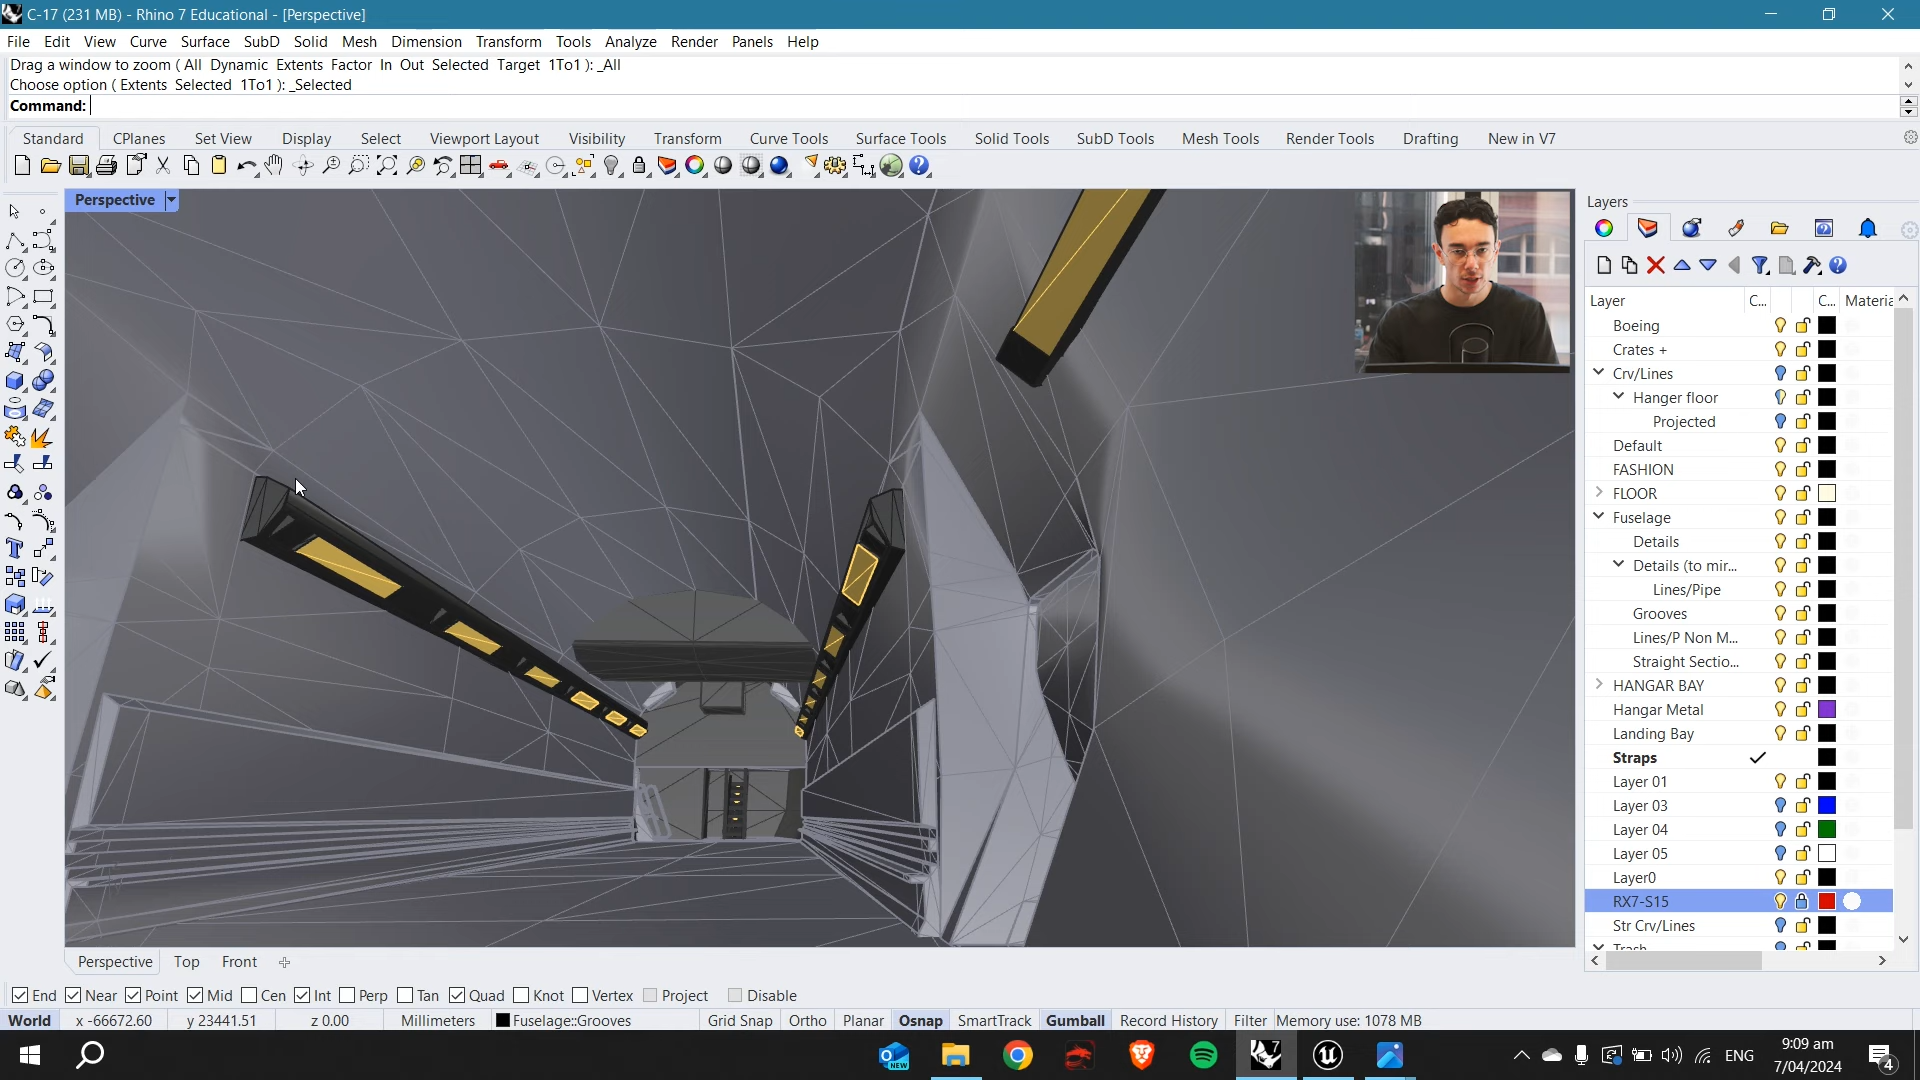 C-17 (231 MB) - Rhino 7 Educational - [Perspective]
File Edit View Curve Surface SubD Solid Mesh Dimension Transform Tools Analyze Render Panels Help
Drag a window to zoom ( All Dynamic Extents Factor In Out Selected Target 1To1 ): _All
Choose option ( Extents Selected 1To1 ): _Selected
Command:
Standard CPlanes Set View Display Select Viewport Layout Visibility Transform Curve Tools Surface Tools Solid Tools SubD Tools Mesh Tools Render Tools Drafting New in V7
Perspective
Layers
Layer C... C... Materia
Boeing
Crates +
Crv/Lines
Hanger floor
Projected
Default
FASHION
FLOOR
Fuselage
Details
Details (to mir...
Lines/Pipe
Grooves
Lines/P Non M...
Straight Sectio...
HANGAR BAY
Hangar Metal
Landing Bay
Straps
Layer 01
Layer 03
Layer 04
Layer 05
Layer0
RX7-S15
Str Crv/Lines
Trash
Perspective Top Front
End Near Point Mid Cen Int Perp Tan Quad Knot Vertex Project Disable
World x -66672.60 y 23441.51 z 0.00 Millimeters Fuselage::Grooves Grid Snap Ortho Planar Osnap SmartTrack Gumball Record History Filter Memory use: 1078 MB
NEW
7
ENG
9:09 am
7/04/2024
4